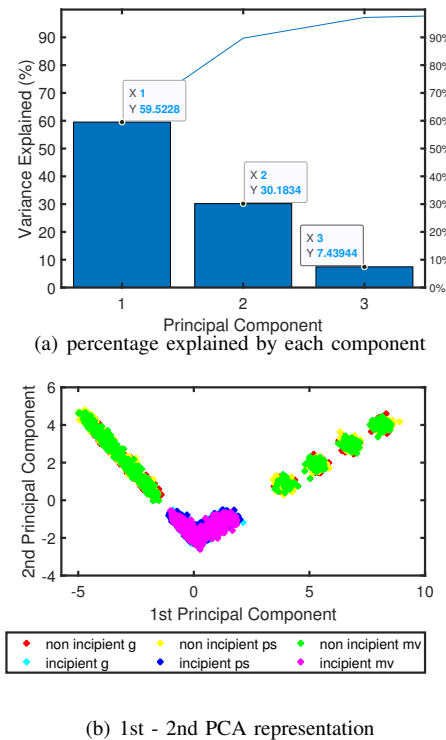 90
80
70
60
50
40
30
20
10
0
Variance Explained (%)
90%
80%
70%
60%
50%
40%
30%
20%
10%
0%
X 1
Y 59.5228
X 2
Y 30.1834
X 3
Y 7.43944
1 2 3
Principal Component
(a) percentage explained by each component
6
4
2
0
-2
-4
2nd Principal Component
-5 0 5 10
1st Principal Component
non incipient g non incipient ps non incipient mv
incipient g incipient ps incipient mv
(b) 1st - 2nd PCA representation